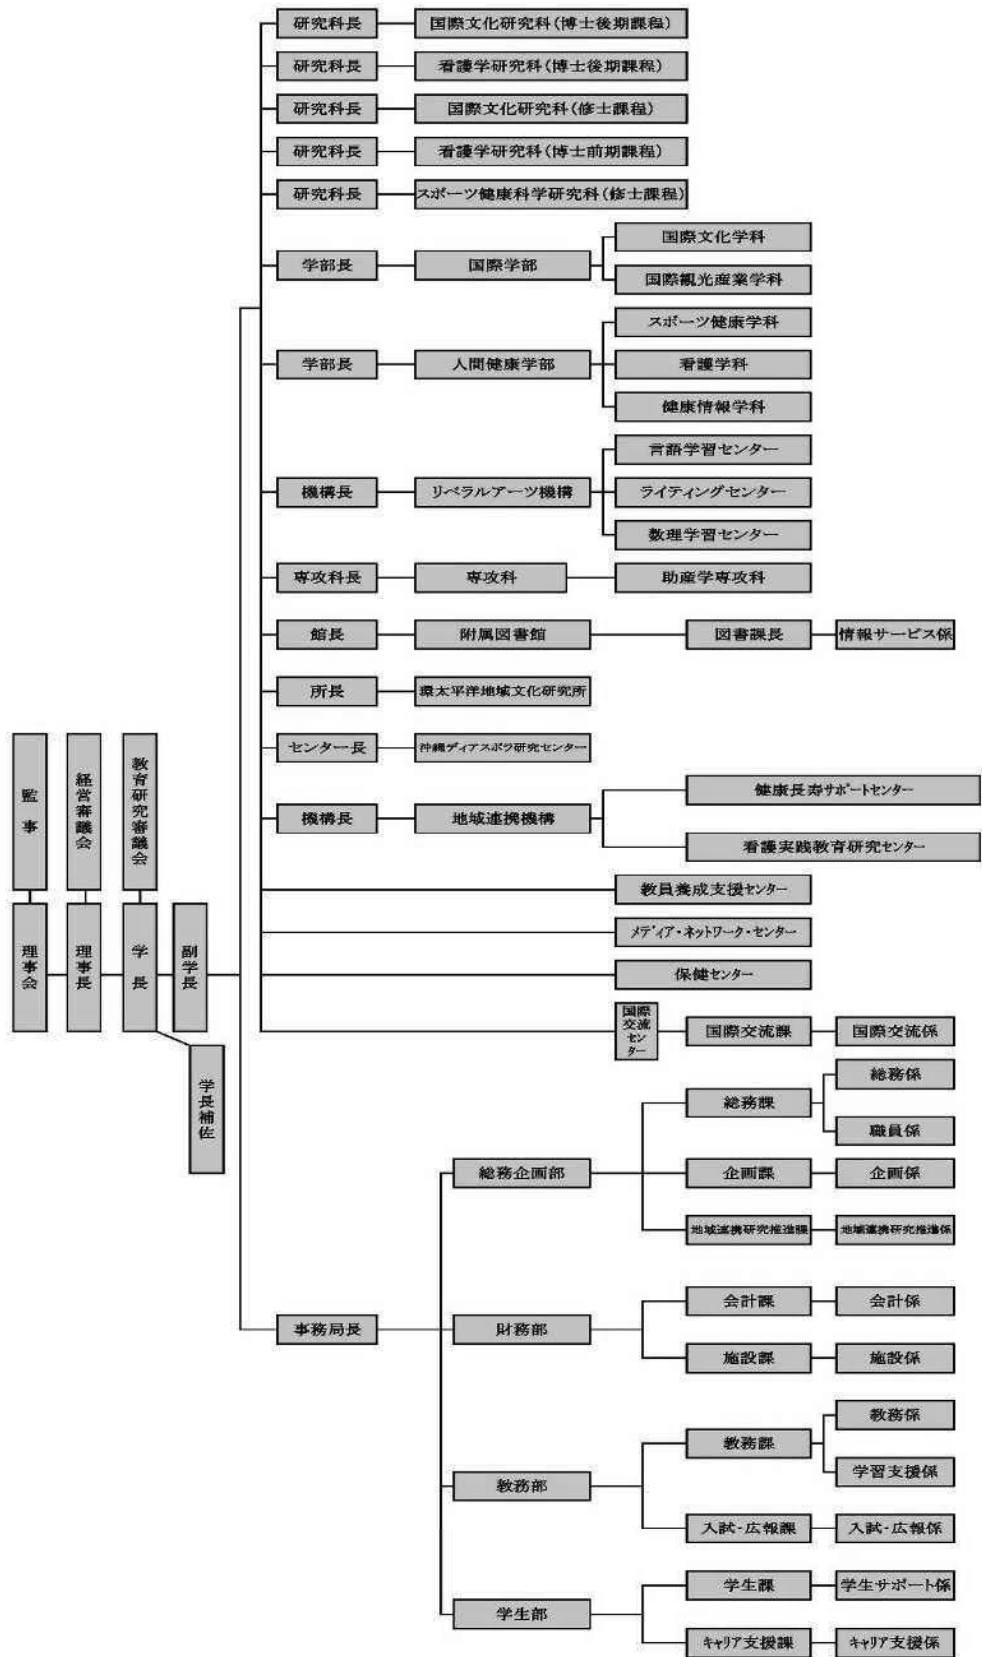 研究科長
国際文化研究科(博士後期課程)
研究科長
看護学研究科(博士後期課程)
研究科長
国際文化研究科(修士課程)
研究科長
看護学研究科(博士前期課程)
研究科長
スポーツ健康科学研究科(修士課程)
学部長
国際学部
国際文化学科
国際観光産業学科
学部長
人間健康学部
スポーツ健康学科
看護学科
健康情報学科
機構長
リベラルアーツ機構
言語学習センター
ライティングセンター
数理学習センター
専攻科長
専攻科
助産学専攻科
館長
附属図書館
図書課長
情報サービス係
所長
環太平洋地域文化研究所
センター長
沖縄ディアスポラ研究センター
機構長
地域連携機構
健康長寿サポートセンター
看護実践教育研究センター
教員養成支援センター
メディア・ネットワーク・センター
保健センター
国際
交流
セン
ター
国際交流課
国際交流係
監事
経営審議会
教育研究審議会
理事会
理事長
学長
副学長
学長補佐
事務局長
総務企画部
総務課
総務係
職員係
企画課
企画係
地域連携研究推進課
地域連携研究推進係
財務部
会計課
会計係
施設課
施設係
教務部
教務課
教務係
学習支援係
入試・広報課
入試・広報係
学生部
学生課
学生サポート係
キャリア支援課
キャリア支援係